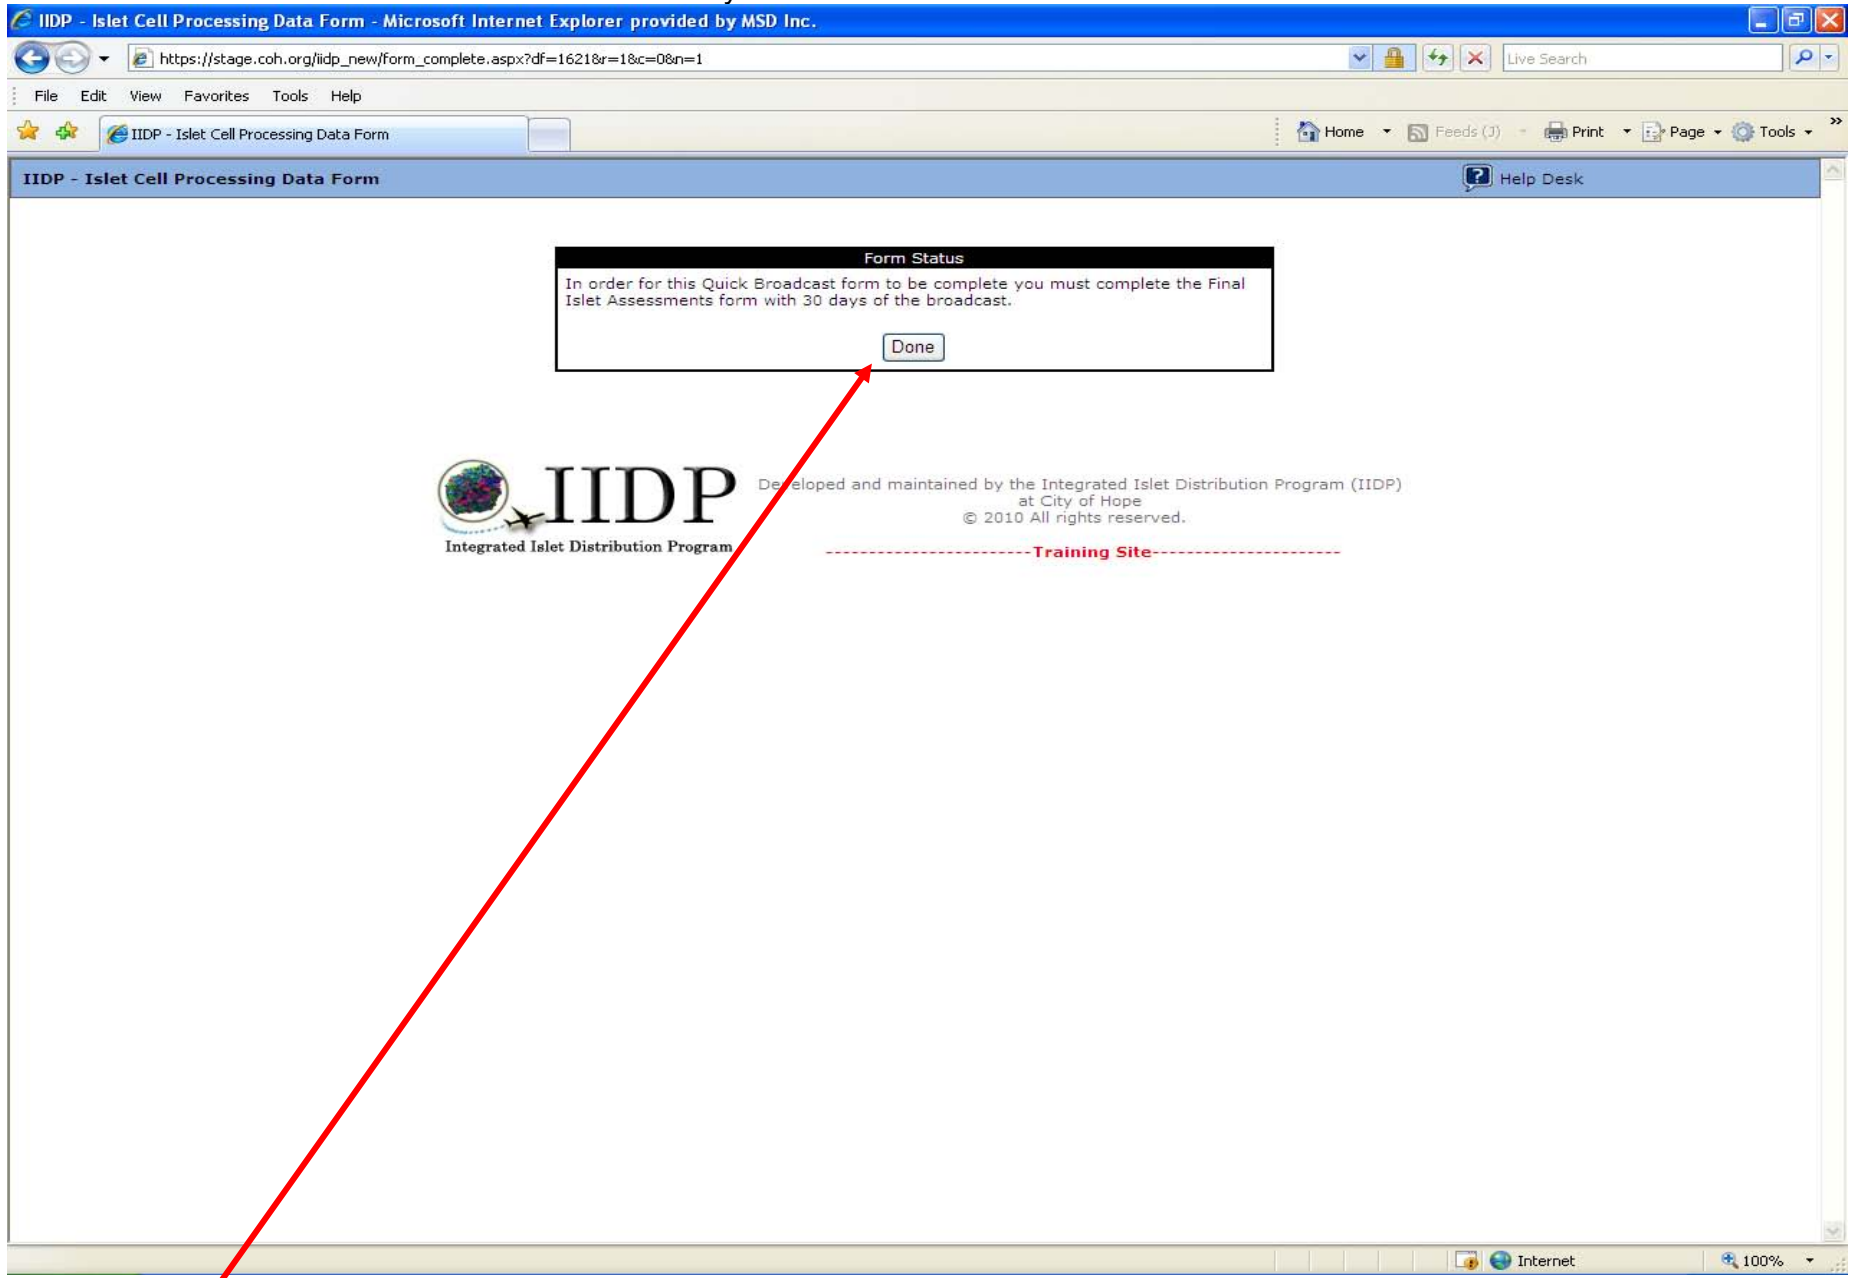 IIDP - Islet Cell Processing Data Form - Microsoft Internet Explorer provided by MSD Inc.
https://stage.coh.org/iidp_new/form_complete.aspx?df=1621&r=1&c=0&n=1
Live Search
File Edit View Favorites Tools Help
IIDP - Islet Cell Processing Data Form
Home Feeds (J) Print Page Tools »
IIDP - Islet Cell Processing Data Form
Help Desk
Form Status
In order for this Quick Broadcast form to be complete you must complete the Final
Islet Assessments form with 30 days of the broadcast.
Done
IIDP
Integrated Islet Distribution Program
Developed and maintained by the Integrated Islet Distribution Program (IIDP)
at City of Hope
© 2010 All rights reserved.
------------------------Training Site----------------------
Internet
100%